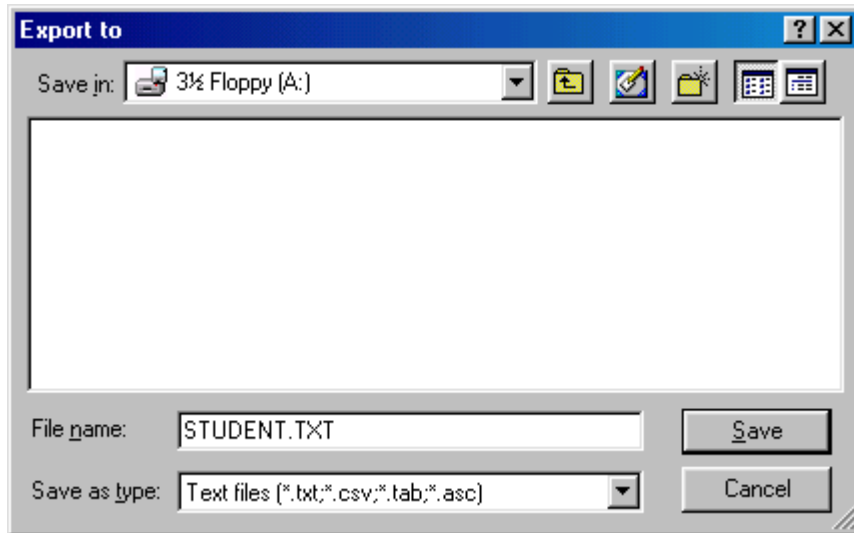 Export to
Save in: 3½ Floppy (A:)
File name: STUDENT.TXT Save
Save as type: Text files (*.txt;*.csv;*.tab;*.asc) Cancel